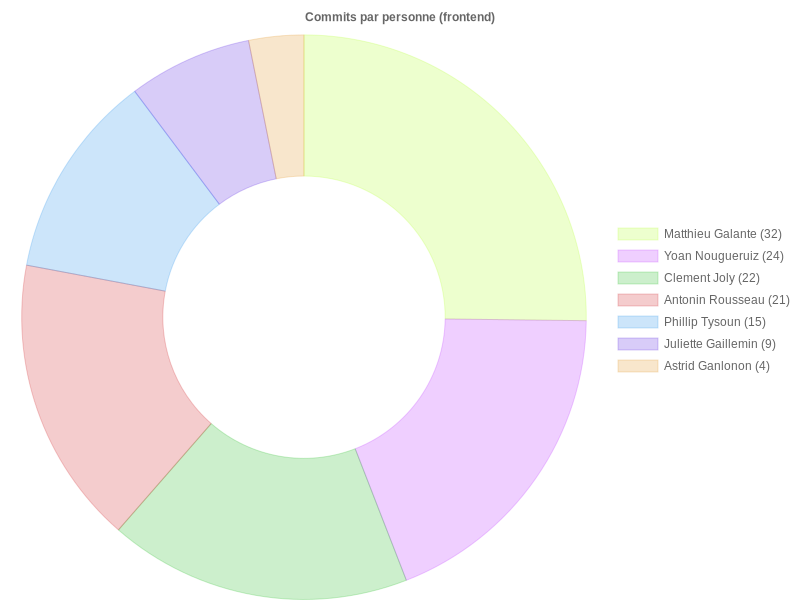 Commits par personne (frontend)
Matthieu Galante (32)
Yoan Nougueruiz (24)
Clement Joly (22)
Antonin Rousseau (21)
Phillip Tysoun (15)
Juliette Gaillemin (9)
Astrid Ganlonon (4)